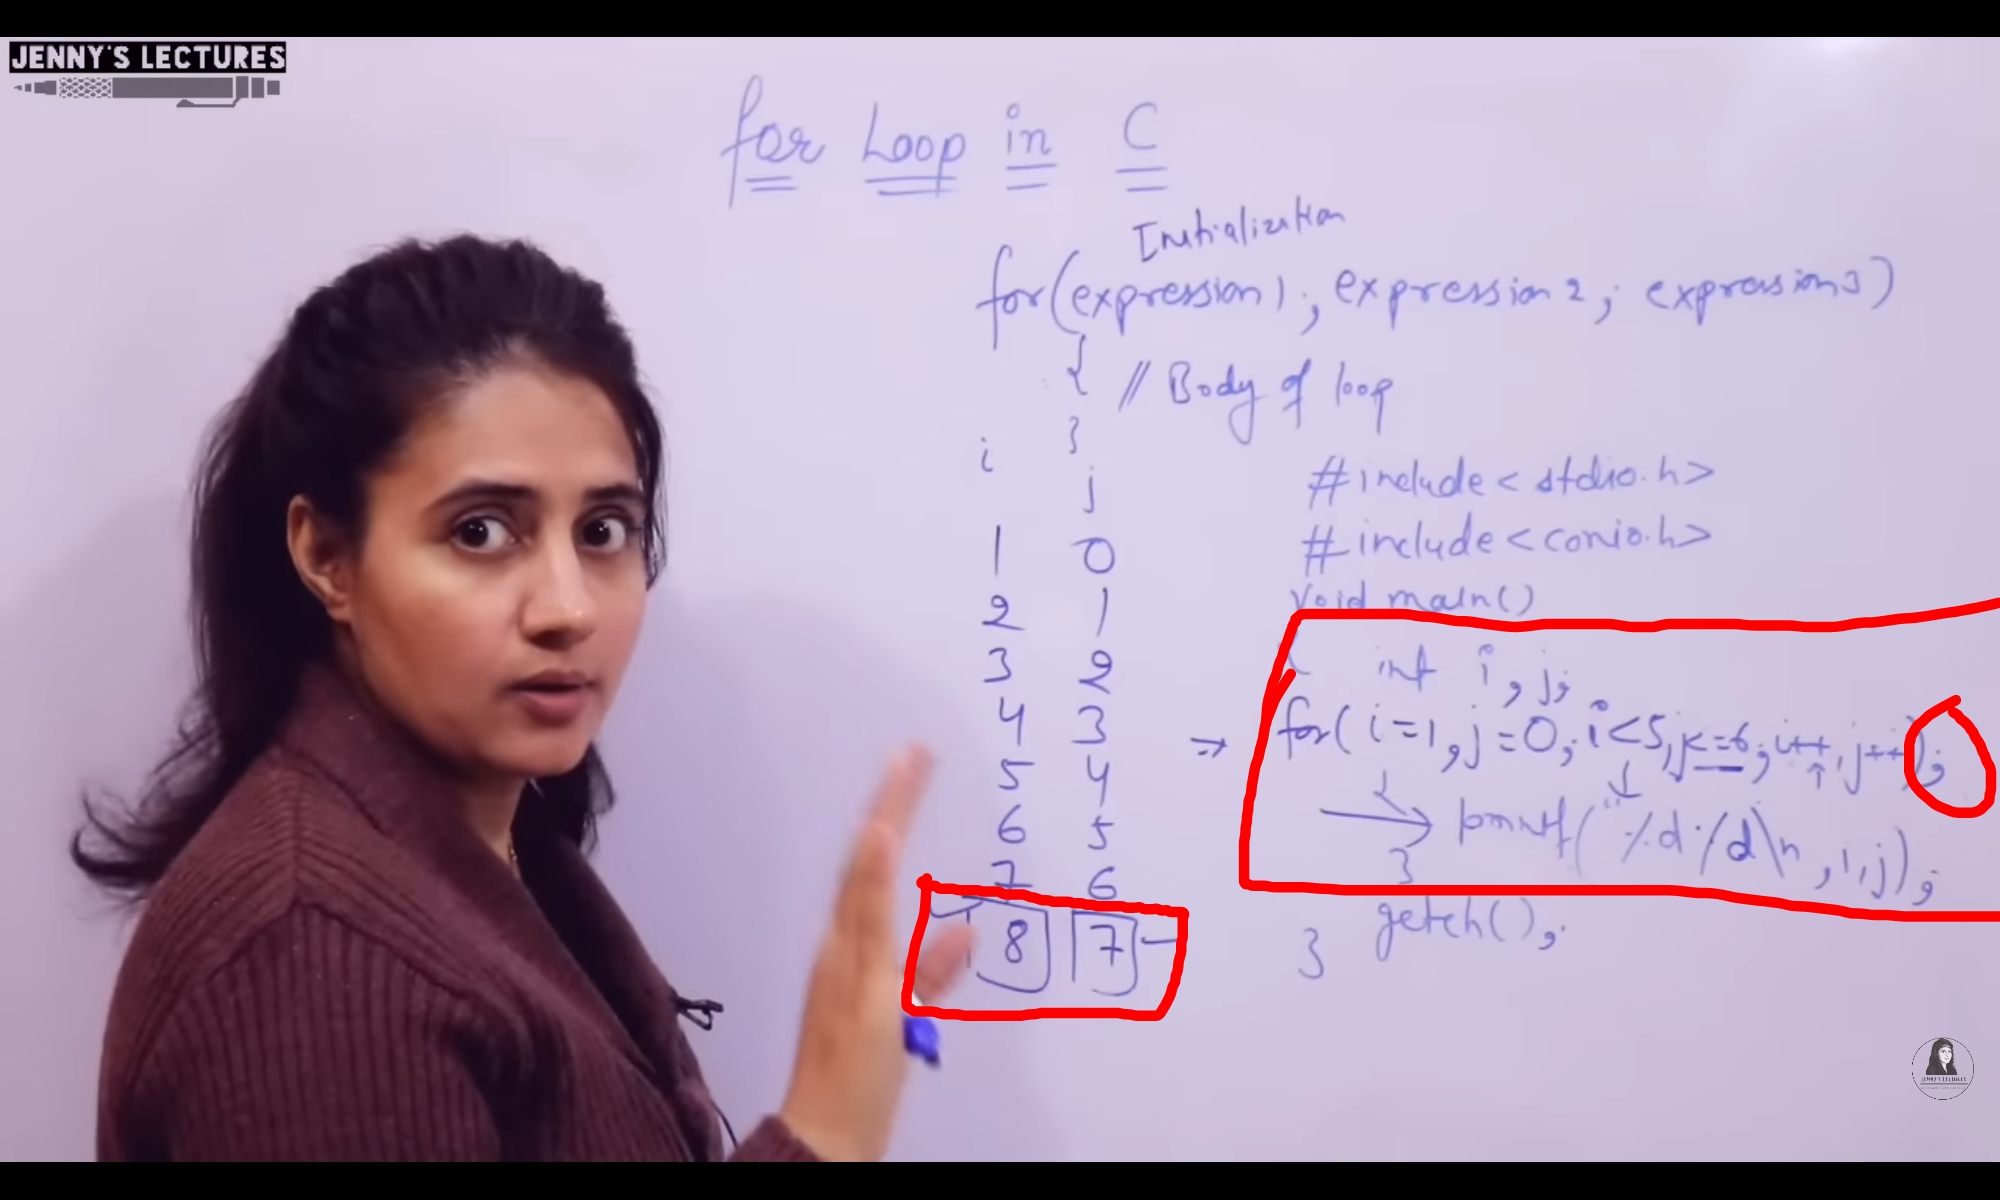 JENNY'S LECTURES
for Loop in C
Initialization
for(expression1; expression2; expression3)
{ // Body of loop
}
i j
1 0
2 1
3 2
4 3
5 4
6 5
7 6
8 7
#include<stdio.h>
#include<conio.h>
void main()
{ int i, j;
⇒ for(i=1,j=0;i<5,j<=6;i++,j++);
{
printf("%d%d\n,i,j);
}
getch();
}
JENNY'S LECTURES